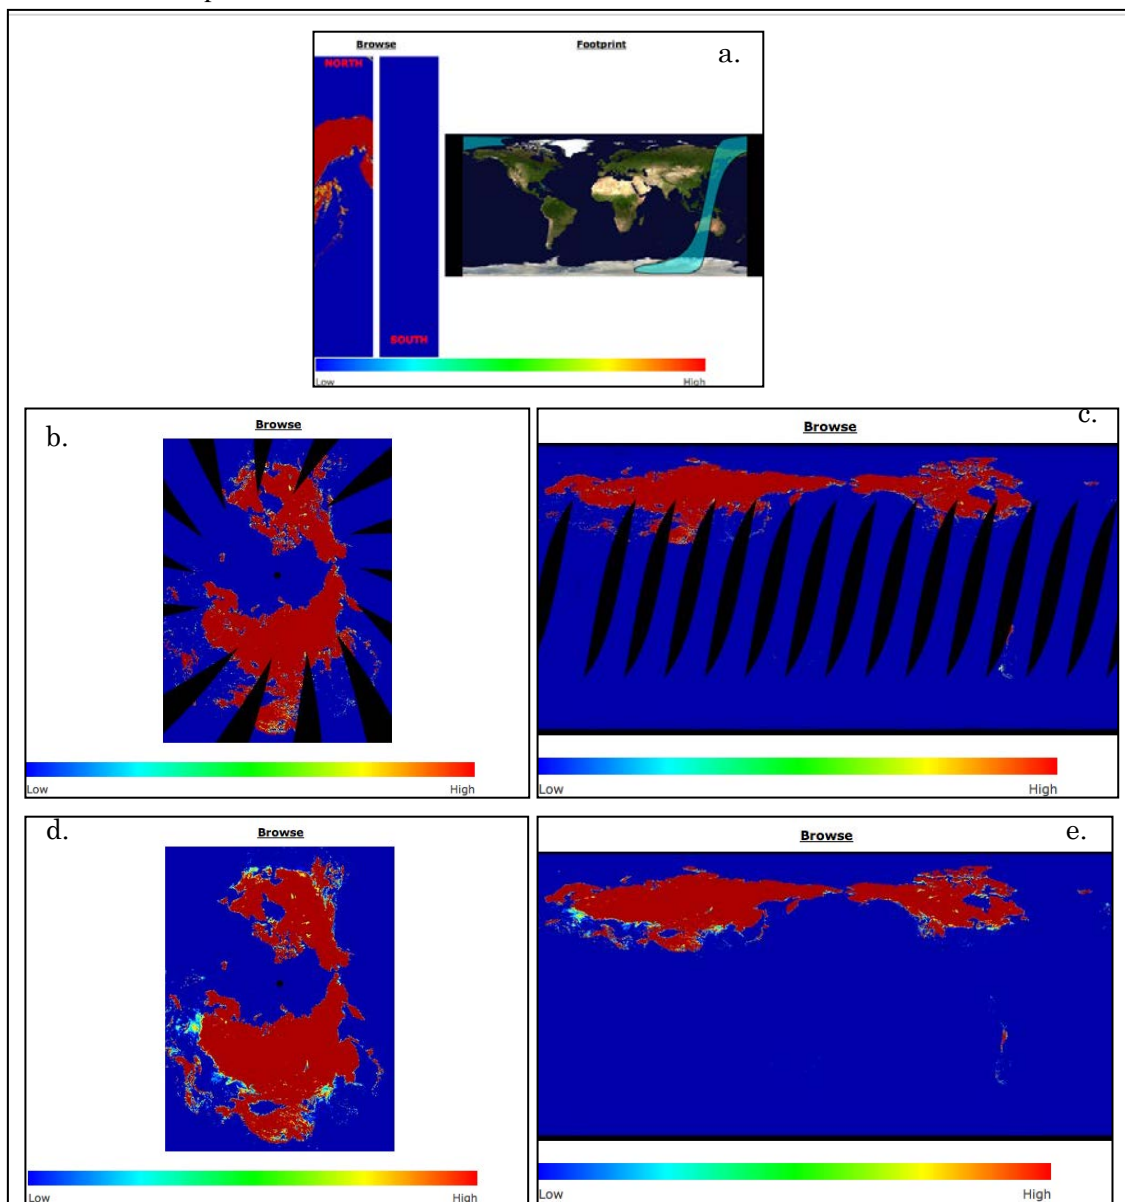 Browse Footprint a.
NORTH
SOUTH
Low High
b. Browse
c.
Browse
Low High
Low High
d. Browse
Browse e.
Low High
Low High